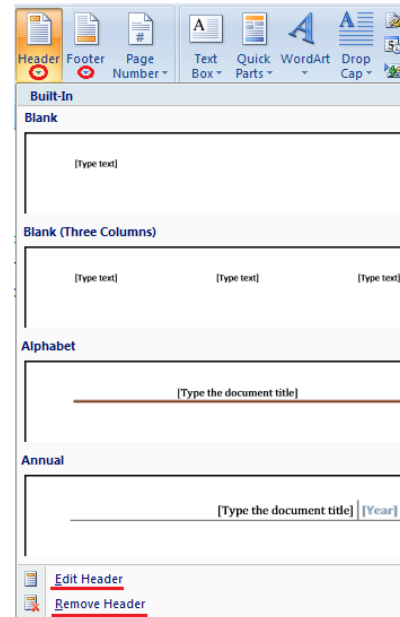 A
#
A
A
Header Footer Page Text Quick WordArt Drop
Number Box Parts Cap
Built-In
Blank
[Type text]
Blank (Three Columns)
[Type text] [Type text] [Type text]
Alphabet
[Type the document title]
Annual
[Type the document title] [Year]
Edit Header
Remove Header